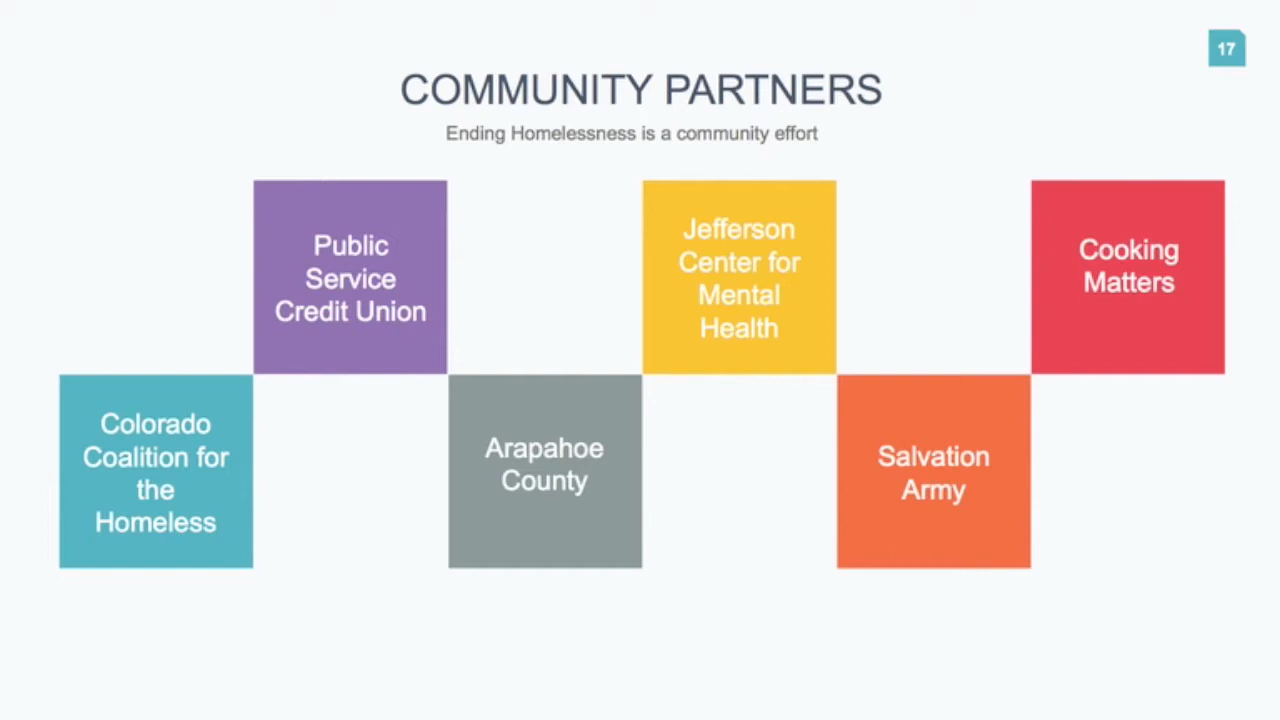 17
COMMUNITY PARTNERS
Ending Homelessness is a community effort
Public
Service
Credit Union
Jefferson
Center for
Mental
Health
Cooking
Matters
Colorado
Coalition for
the
Homeless
Arapahoe
County
Salvation
Army